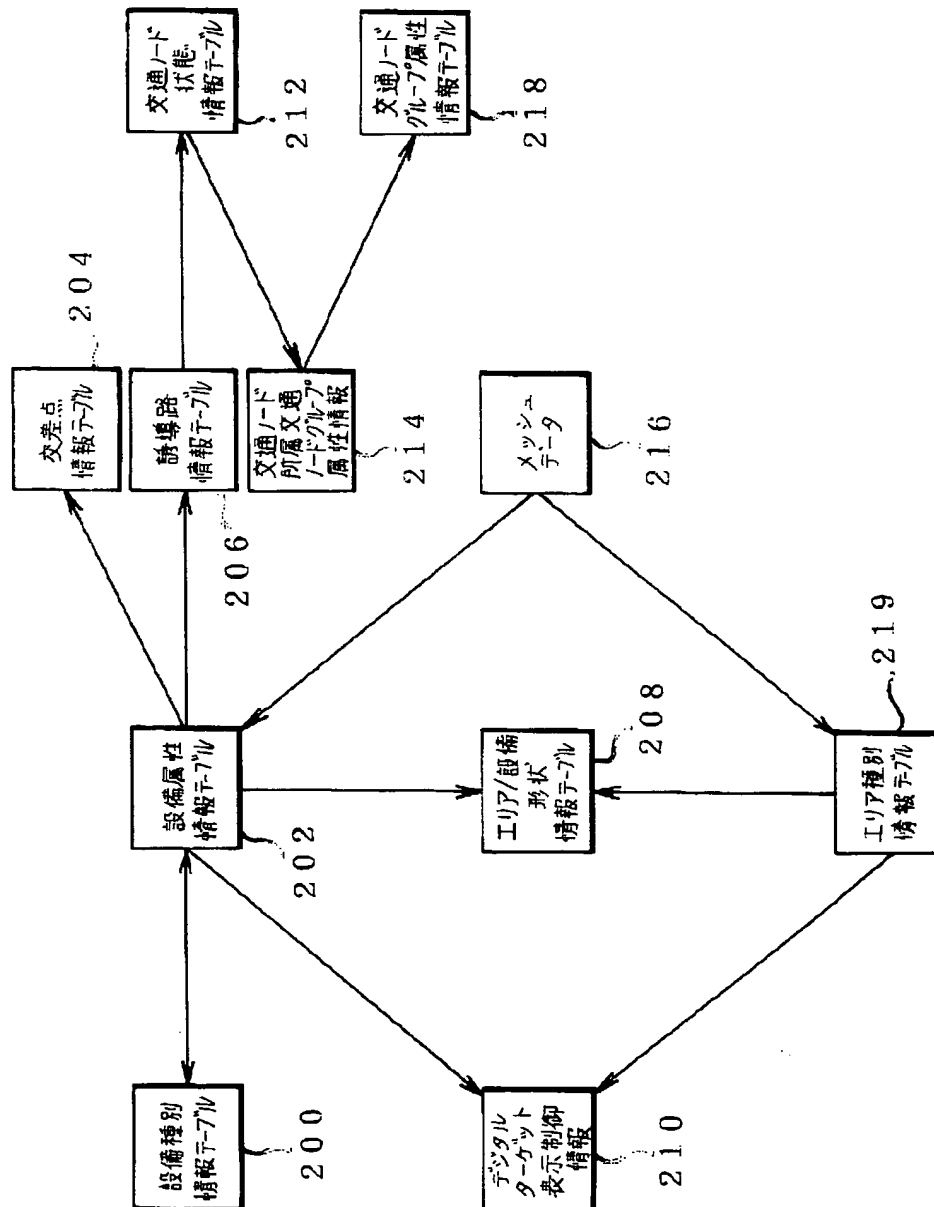 設備種別
情報テーブル
200
設備属性
情報テーブル
202
交差点
情報テーブル
204
誘導路
情報テーブル
206
交通ノード
状態
情報テーブル
212
交通ノード
所属交通
ノードグループ
属性情報
214
交通ノード
グループ属性
情報テーブル
218
デジタル
ターゲット
表示制御
情報
210
エリア/設備
形状
情報テーブル
208
メッシュ
データ
216
エリア種別
情報テーブル
219